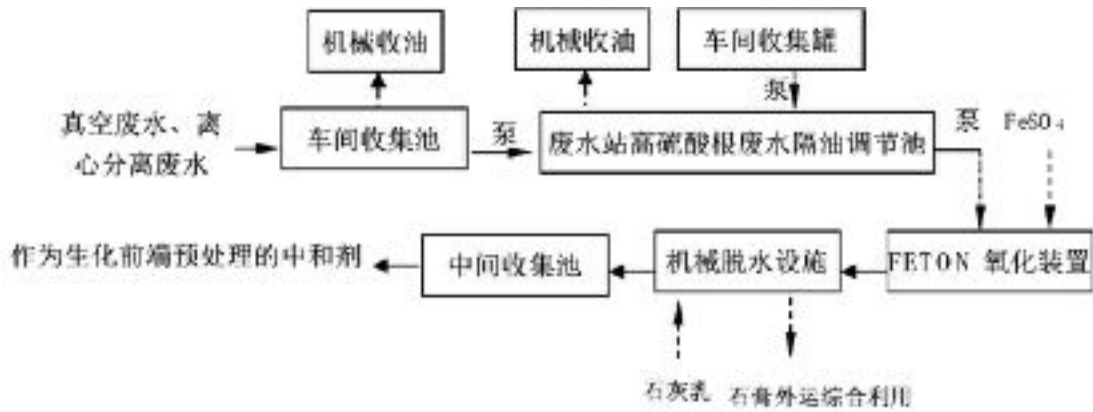 机械收油
机械收油
车间收集罐
泵
真空废水、离
心分离废水
车间收集池
泵
废水站高硫酸根废水隔油调节池
泵
FeSO₄
作为生化前端预处理的中和剂
中间收集池
机械脱水设施
FETON 氧化装置
石灰乳
石膏外运综合利用